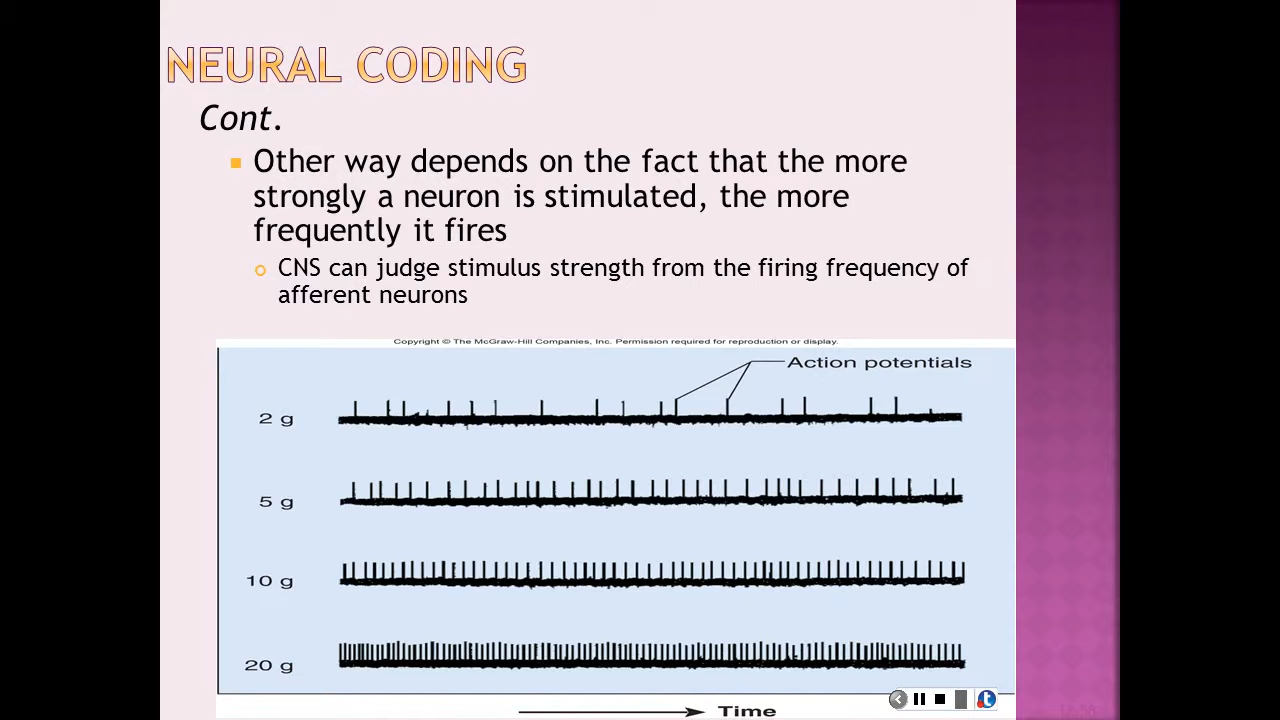 NEURAL CODING
Cont.
Other way depends on the fact that the more
strongly a neuron is stimulated, the more
frequently it fires
CNS can judge stimulus strength from the firing frequency of
afferent neurons
Copyright © The McGraw-Hill Companies, Inc. Permission required for reproduction or display.
Action potentials
2 g
5 g
10 g
20 g
Time